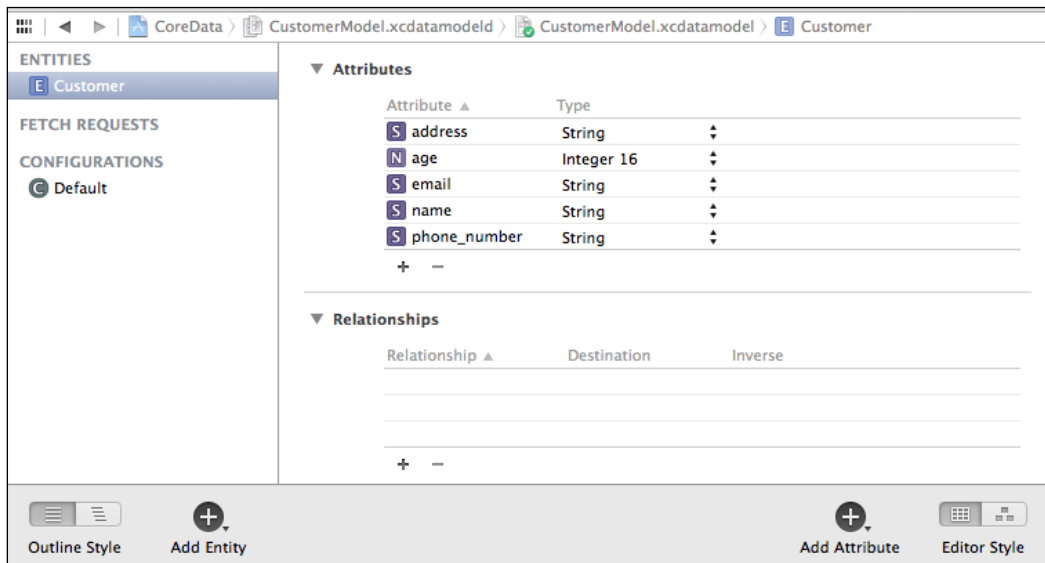 CoreData 〉 CustomerModel.xcdatamodeld 〉 CustomerModel.xcdatamodel 〉 E Customer
ENTITIES
E Customer
FETCH REQUESTS
CONFIGURATIONS
C Default
▼ Attributes
Attribute ▲ Type
S address String
N age Integer 16
S email String
S name String
S phone_number String
+ −
▼ Relationships
Relationship ▲ Destination Inverse
+ −
Outline Style Add Entity Add Attribute Editor Style